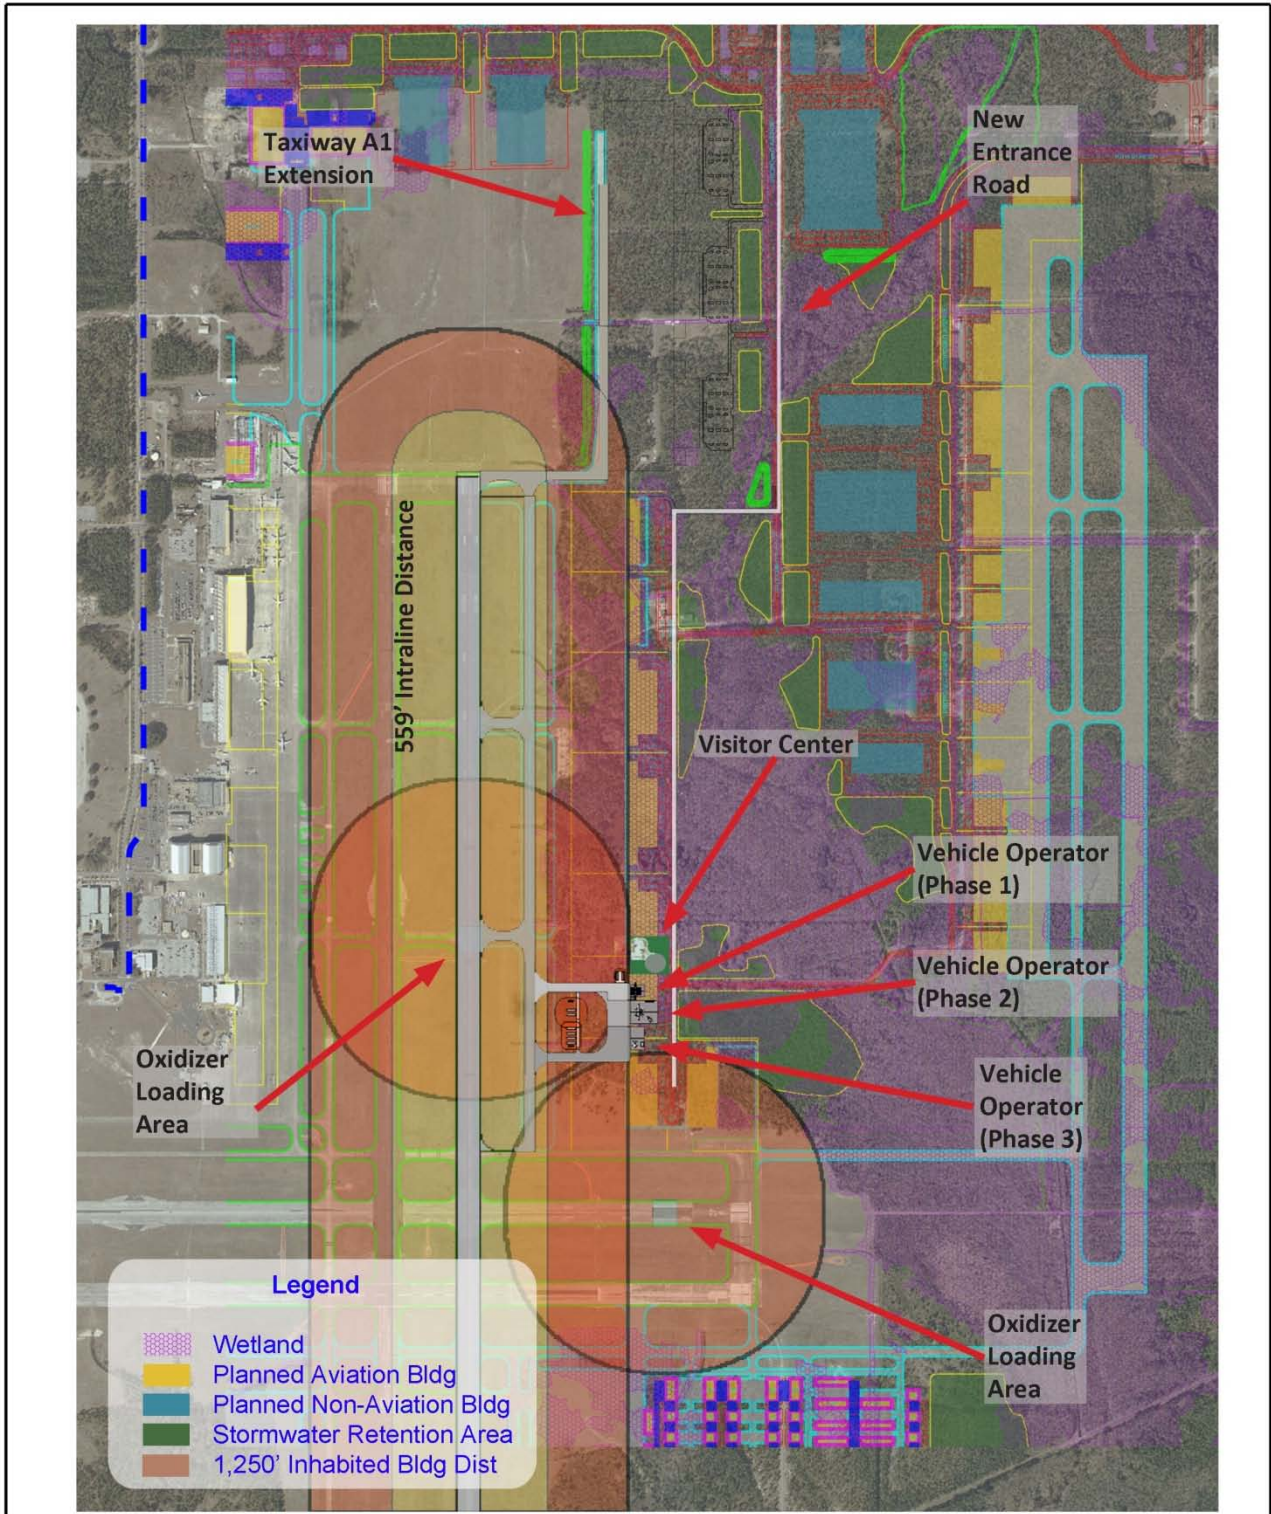 Taxiway A1
Extension
New
Entrance
Road
559' Intraline Distance
Visitor Center
Vehicle Operator
(Phase 1)
Vehicle Operator
(Phase 2)
Oxidizer
Loading
Area
Vehicle
Operator
(Phase 3)
Oxidizer
Loading
Area
Legend
Wetland
Planned Aviation Bldg
Planned Non-Aviation Bldg
Stormwater Retention Area
1,250' Inhabited Bldg Dist